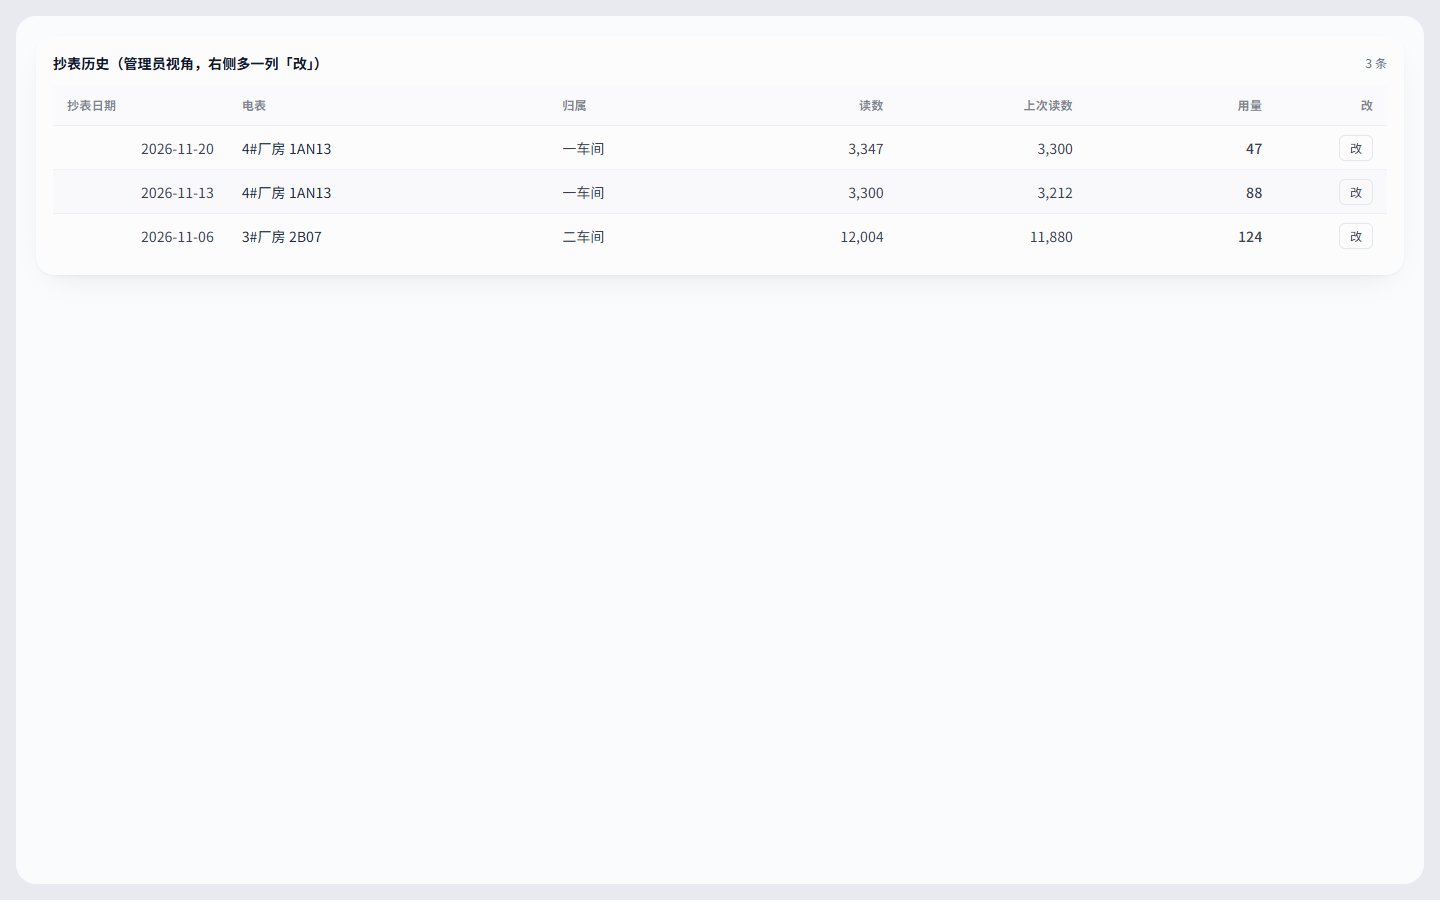 抄表历史（管理员视角，右侧多一列「改」） 3 条
抄表日期 电表 归属 读数 上次读数 用量 改
2026-11-20 4#厂房 1AN13 一车间 3,347 3,300 47 改
2026-11-13 4#厂房 1AN13 一车间 3,300 3,212 88 改
2026-11-06 3#厂房 2B07 二车间 12,004 11,880 124 改